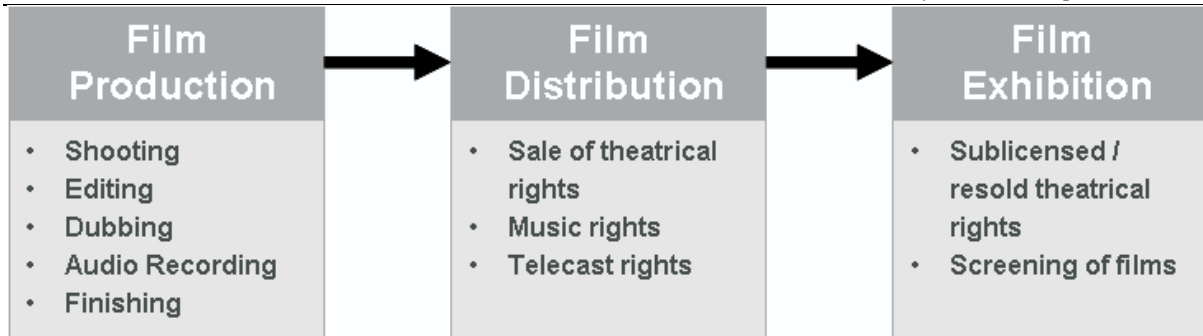 Film
Production
• Shooting
• Editing
• Dubbing
• Audio Recording
• Finishing
Film
Distribution
• Sale of theatrical
rights
• Music rights
• Telecast rights
Film
Exhibition
• Sublicensed /
resold theatrical
rights
• Screening of films